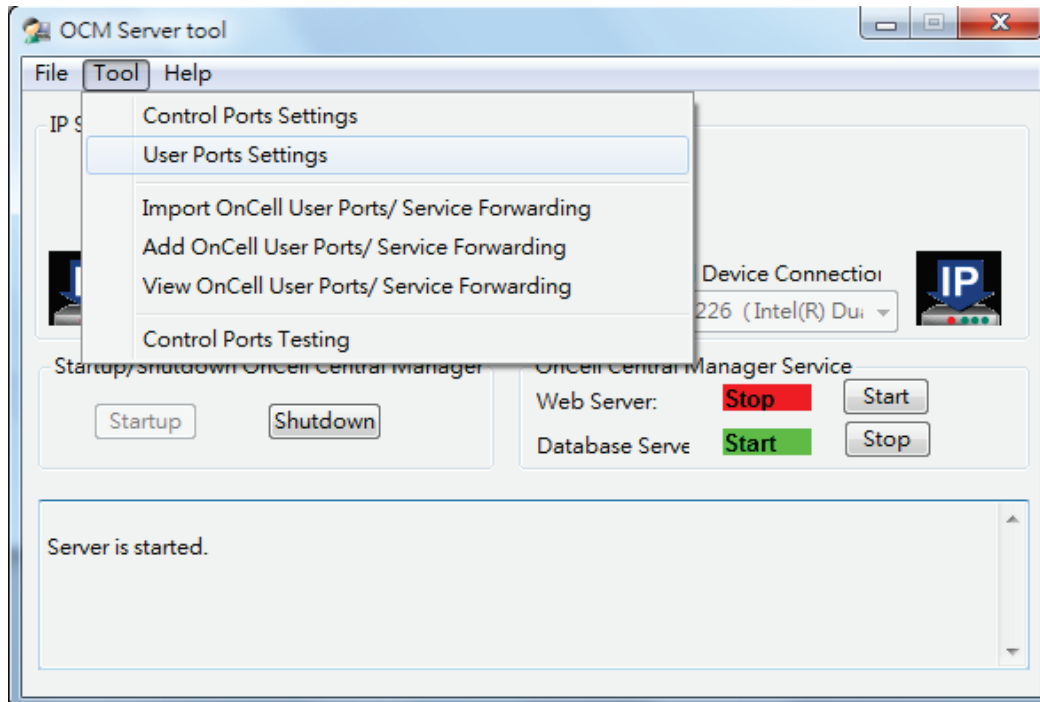 OCM Server tool
File Tool Help
Control Ports Settings
User Ports Settings
Import OnCell User Ports/ Service Forwarding
Add OnCell User Ports/ Service Forwarding
View OnCell User Ports/ Service Forwarding
Control Ports Testing
IP S
Device Connection
IP
226 (Intel(R) Dua
Startup/Shutdown OnCell Central Manager
Startup
Shutdown
OnCell Central Manager Service
Web Server: Stop Start
Database Serve Start Stop
Server is started.